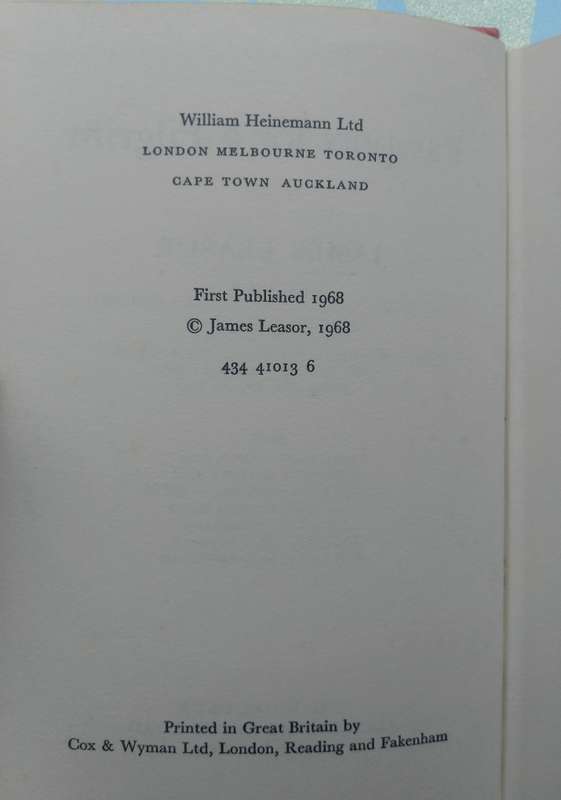 William Heinemann Ltd
LONDON MELBOURNE TORONTO
CAPE TOWN AUCKLAND
First Published 1968
© James Leasor, 1968
434 41013 6
Printed in Great Britain by
Cox & Wyman Ltd, London, Reading and Fakenham